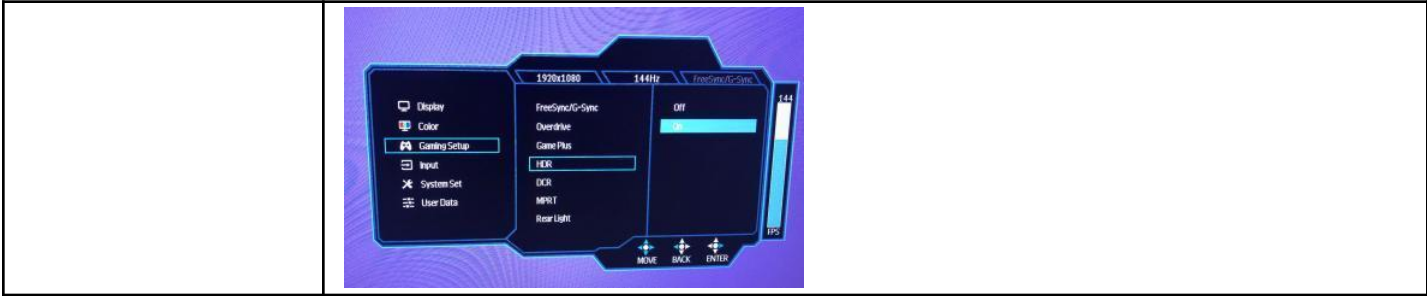 1920x1080 144Hz FreeSync/G-Sync
144
Display
Color
Gaming Setup
Input
System Set
User Data
FreeSync/G-Sync
Overdrive
Game Plus
HDR
DCR
MPRT
Rear Light
Off
On
FPS
MOVE BACK ENTER